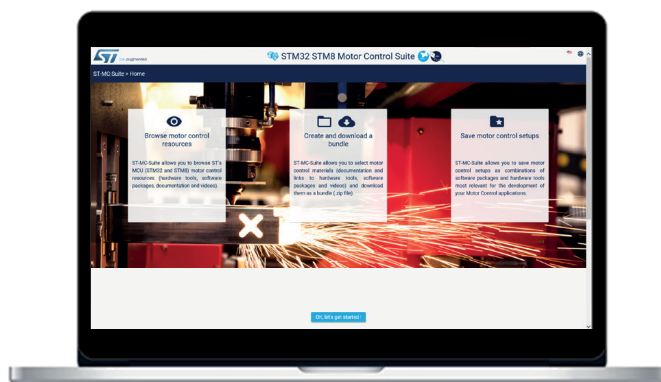 ST life.augmented
STM32 STM8 Motor Control Suite
ST-MC-Suite > Home
Browse motor control
resources
ST-MC-Suite allows you to browse ST's
MCU (STM32 and STM8) motor control
resources (hardware tools, software
packages, documentation and videos).
Create and download a
bundle
ST-MC-Suite allows you to select motor
control materials (documentation and
links to hardware tools, software
packages and videos) and download
them as a bundle (.zip file).
Save motor control setups
ST-MC-Suite allows you to save motor
control setups as combinations of
software packages and hardware tools
most relevant for the development of
your Motor Control applications.
OK, let's get started !